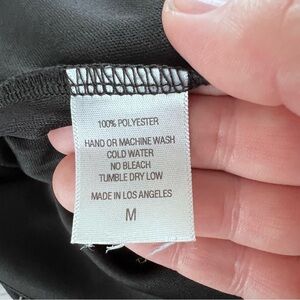 100% POLYESTER
HAND OR MACHINE WASH
COLD WATER
NO BLEACH
TUMBLE DRY LOW
MADE IN LOS ANGELES
M